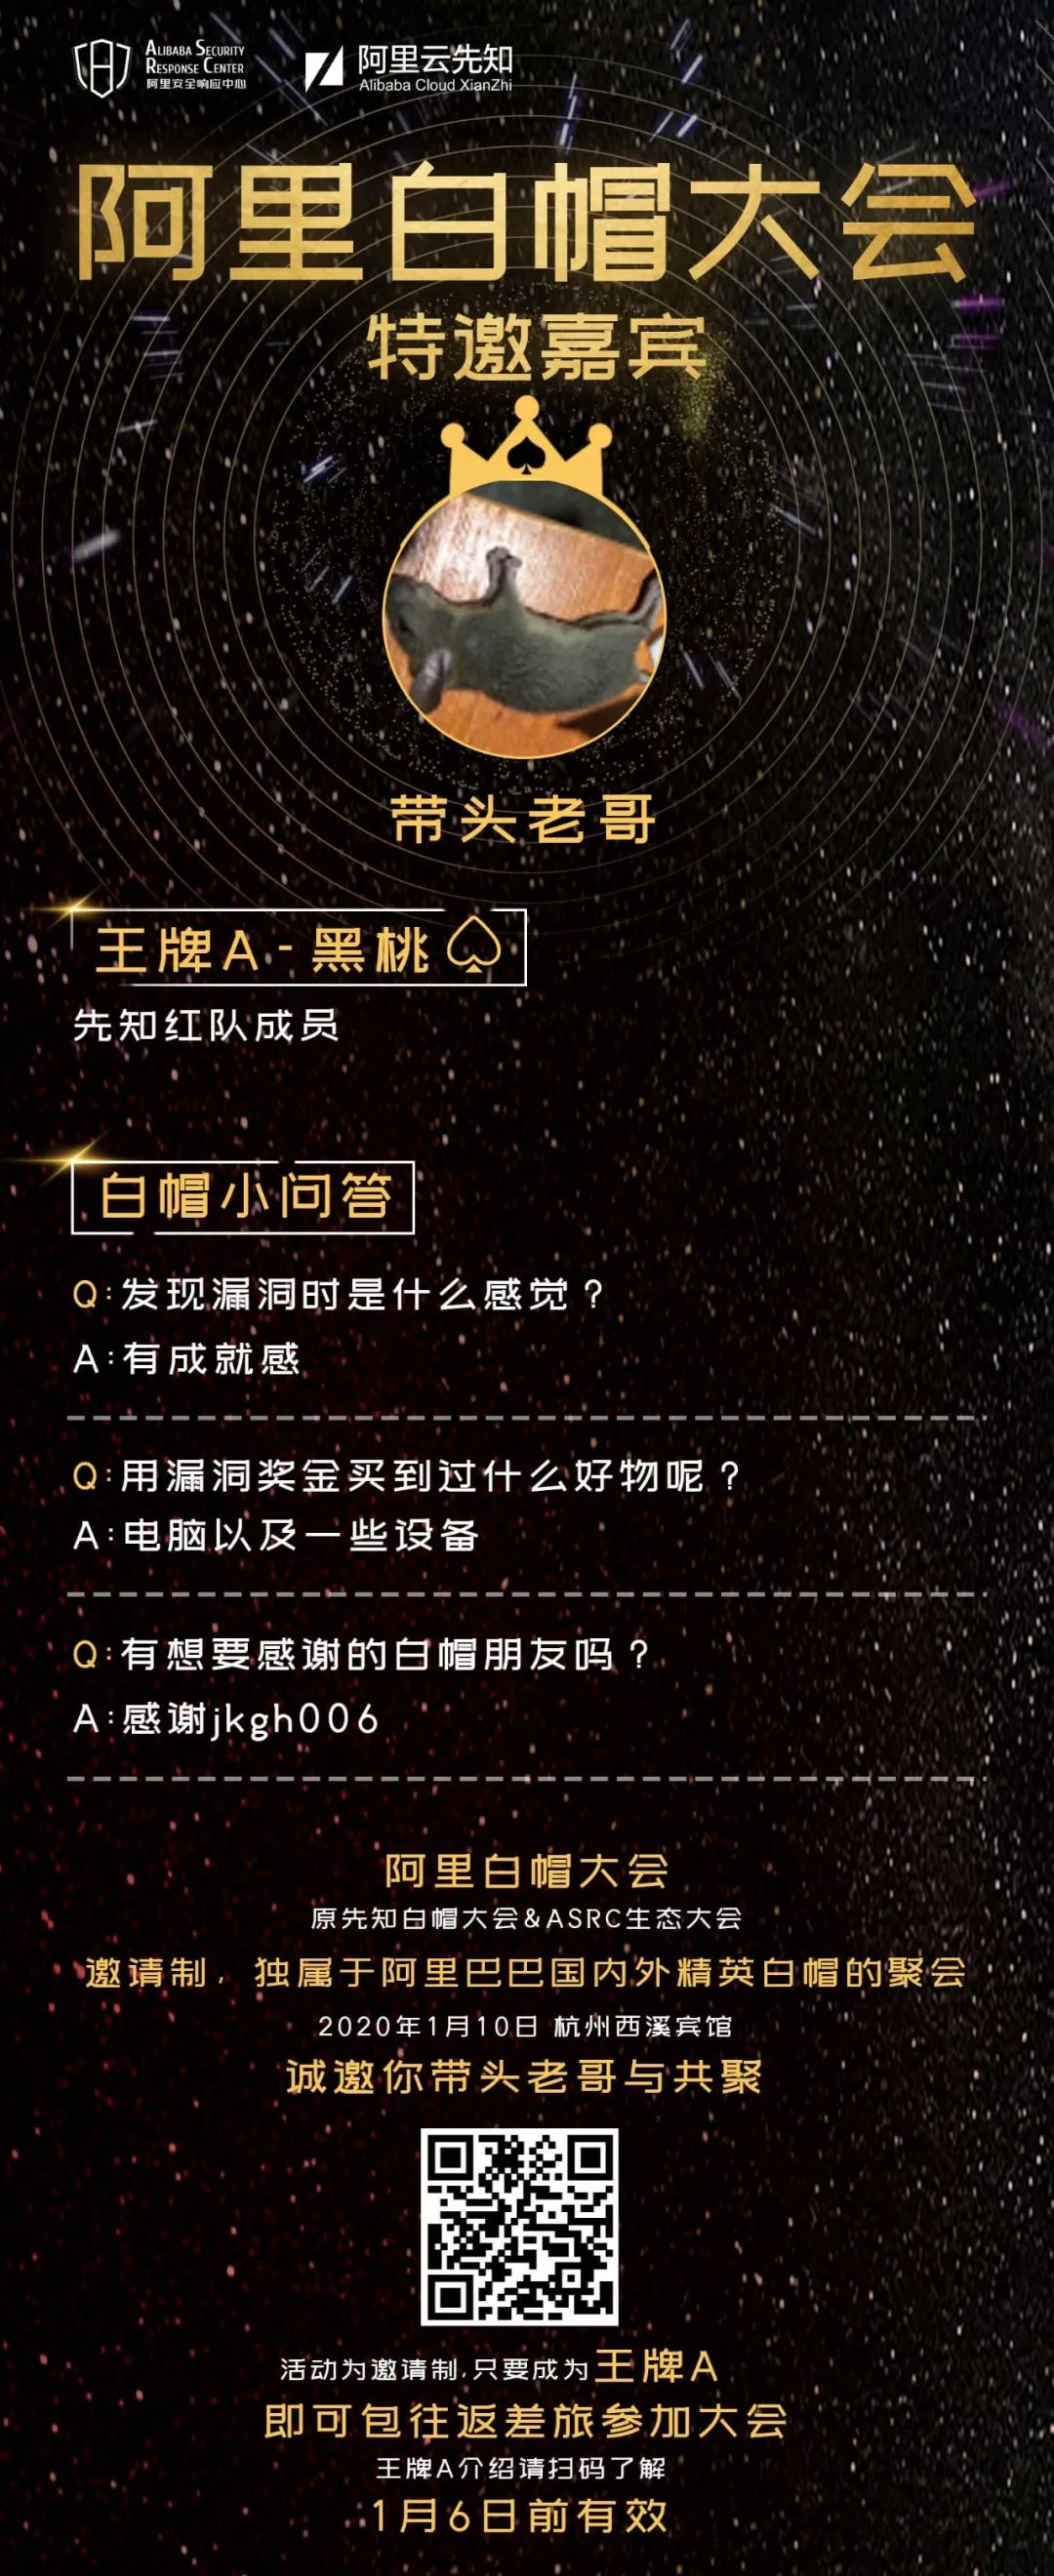 ALIBABA SECURITY
RESPONSE CENTER
阿里安全响应中心
阿里云先知
Alibaba Cloud XianZhi
阿里白帽大会
特邀嘉宾
带头老哥
王牌A-黑桃
先知红队成员
白帽小问答
Q:发现漏洞时是什么感觉？
A:有成就感
Q:用漏洞奖金买到过什么好物呢？
A:电脑以及一些设备
Q:有想要感谢的白帽朋友吗？
A:感谢jkgh006
阿里白帽大会
原先知白帽大会&ASRC生态大会
邀请制，独属于阿里巴巴国内外精英白帽的聚会
2020年1月10日 杭州西溪宾馆
诚邀你带头老哥与共聚
活动为邀请制,只要成为王牌A
即可包往返差旅参加大会
王牌A介绍请扫码了解
1月6日前有效